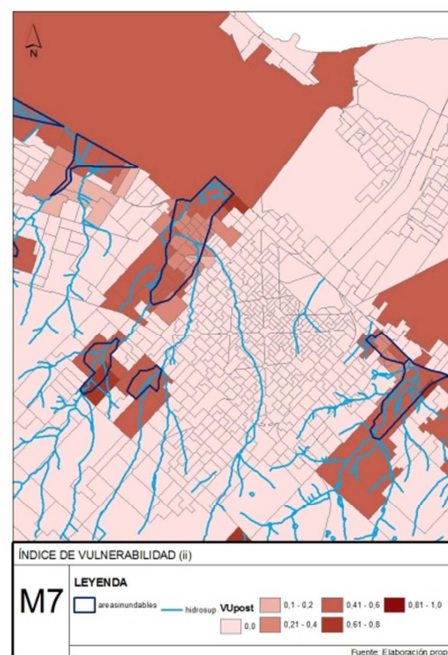 N
ÍNDICE DE VULNERABILIDAD (ii)
M7
LEYENDA
areasinundables
hidrosup
VUpost
0,0
0,1 - 0,2
0,21 - 0,4
0,41 - 0,6
0,61 - 0,8
0,81 - 1,0
Fuente: Elaboración prop